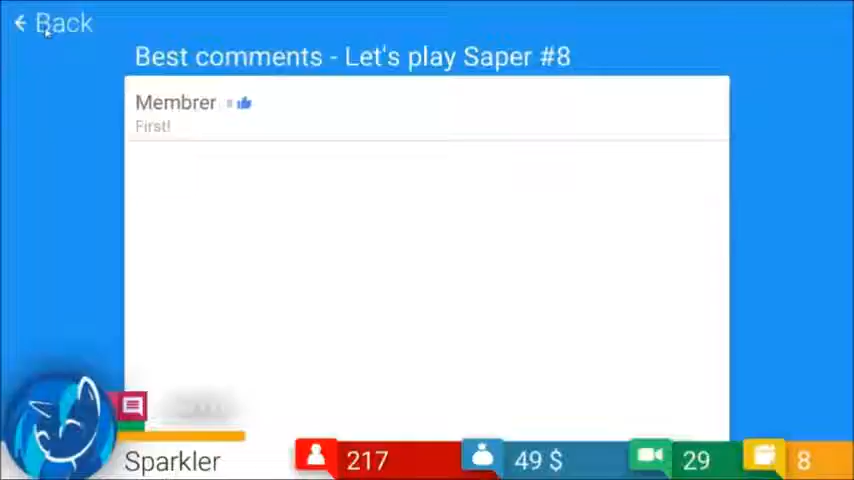 Back
Best comments - Let's play Saper #8
Membrer
First!
Sparkler
217
49 $
29
8